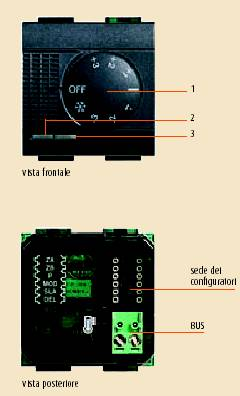 OFF
1
2
3
vista frontale
ZA
ZB
P
MOD
SLA
DEL
sede dei
configuratori
BUS
vista posteriore